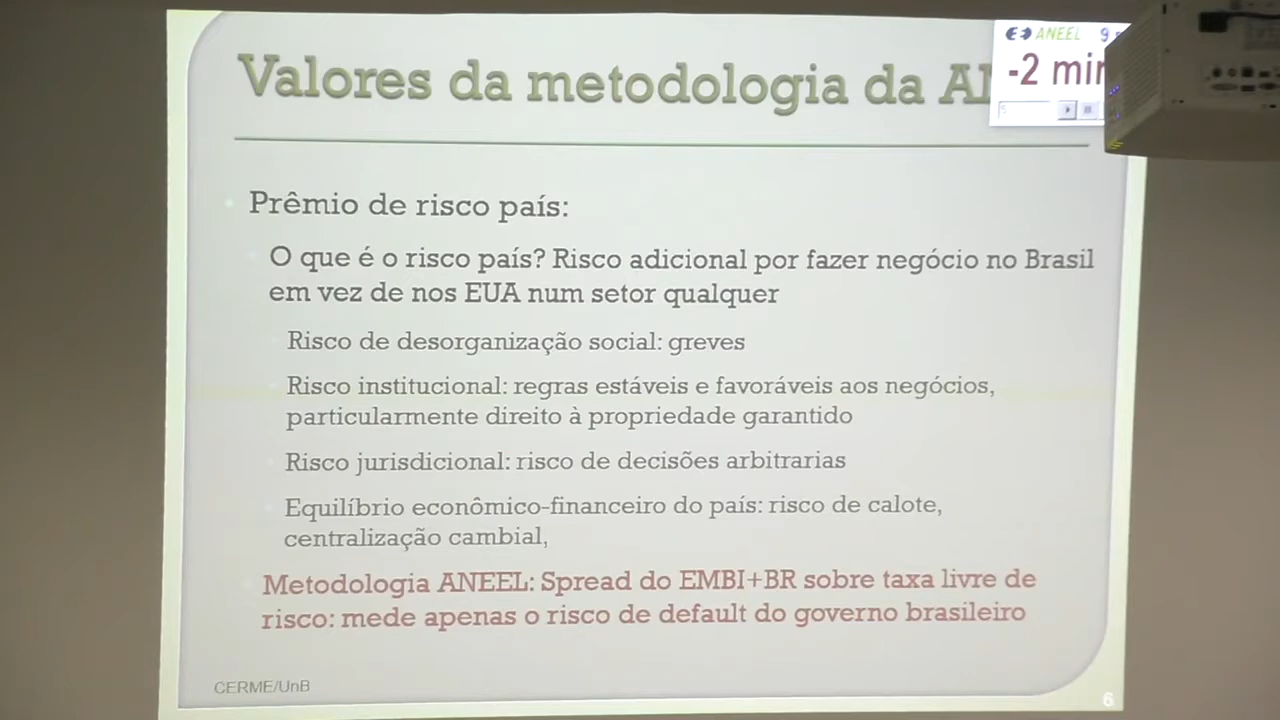 Valores da metodologia da
ANEEL 9
-2 min
Prêmio de risco país:
O que é o risco país? Risco adicional por fazer negócio no Brasil
em vez de nos EUA num setor qualquer
Risco de desorganização social: greves
Risco institucional: regras estáveis e favoráveis aos negócios,
particularmente direito à propriedade garantido
Risco jurisdicional: risco de decisões arbitrarias
Equilíbrio econômico-financeiro do país: risco de calote,
centralização cambial,
Metodologia ANEEL: Spread do EMBI+BR sobre taxa livre de
risco: mede apenas o risco de default do governo brasileiro
CERME/UnB
6